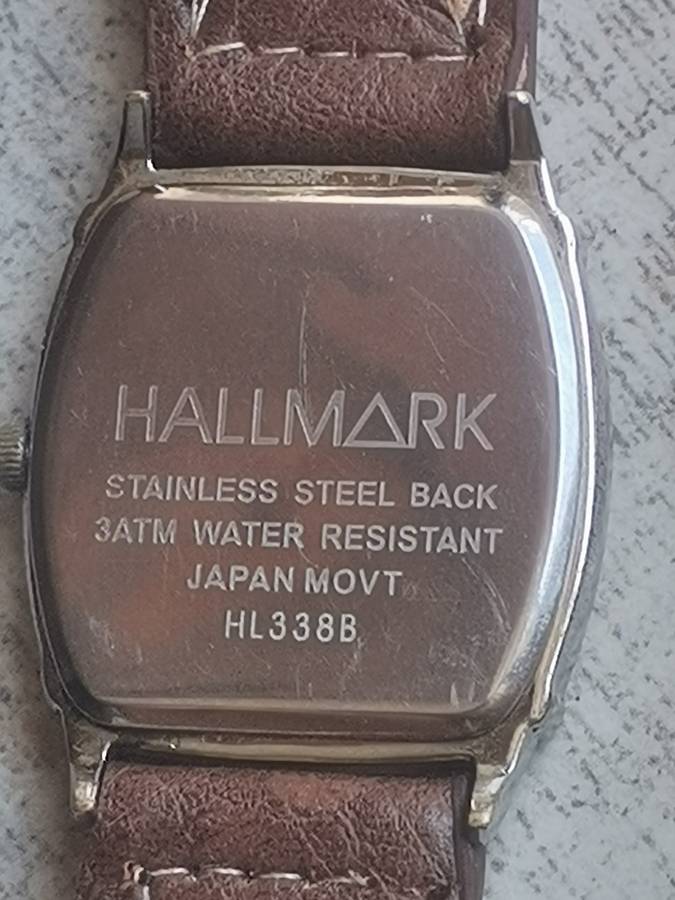 HALLMARK
STAINLESS STEEL BACK
3ATM WATER RESISTANT
JAPAN MOVT
HL338B